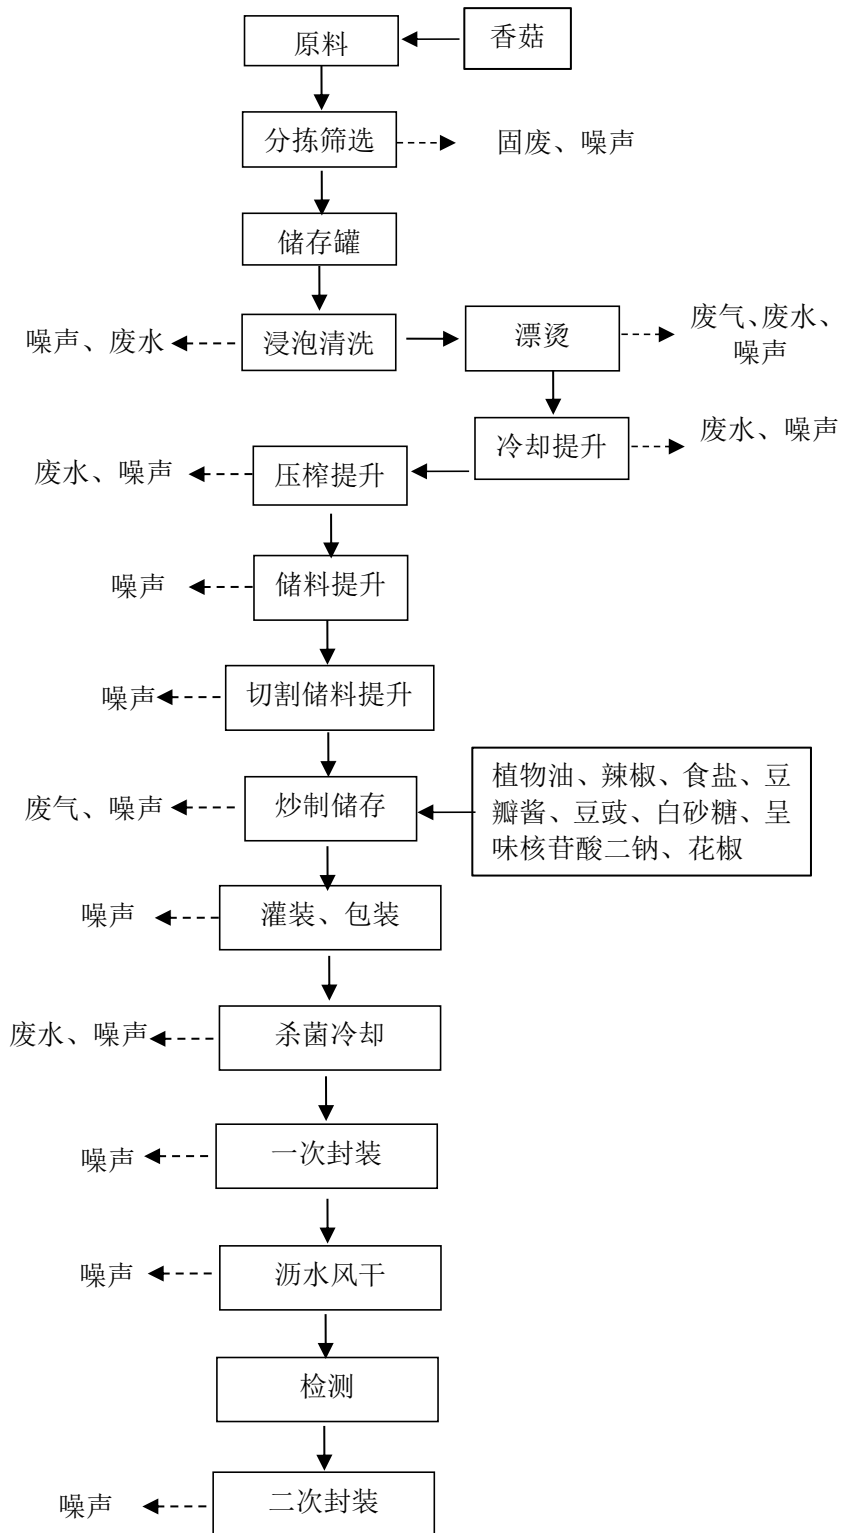 原料
香菇
分拣筛选
固废、噪声
储存罐
噪声、废水
浸泡清洗
漂烫
废气、废水、
噪声
冷却提升
废水、噪声
废水、噪声
压榨提升
噪声
储料提升
噪声
切割储料提升
废气、噪声
炒制储存
植物油、辣椒、食盐、豆
瓣酱、豆豉、白砂糖、呈
味核苷酸二钠、花椒
噪声
灌装、包装
废水、噪声
杀菌冷却
噪声
一次封装
噪声
沥水风干
检测
噪声
二次封装